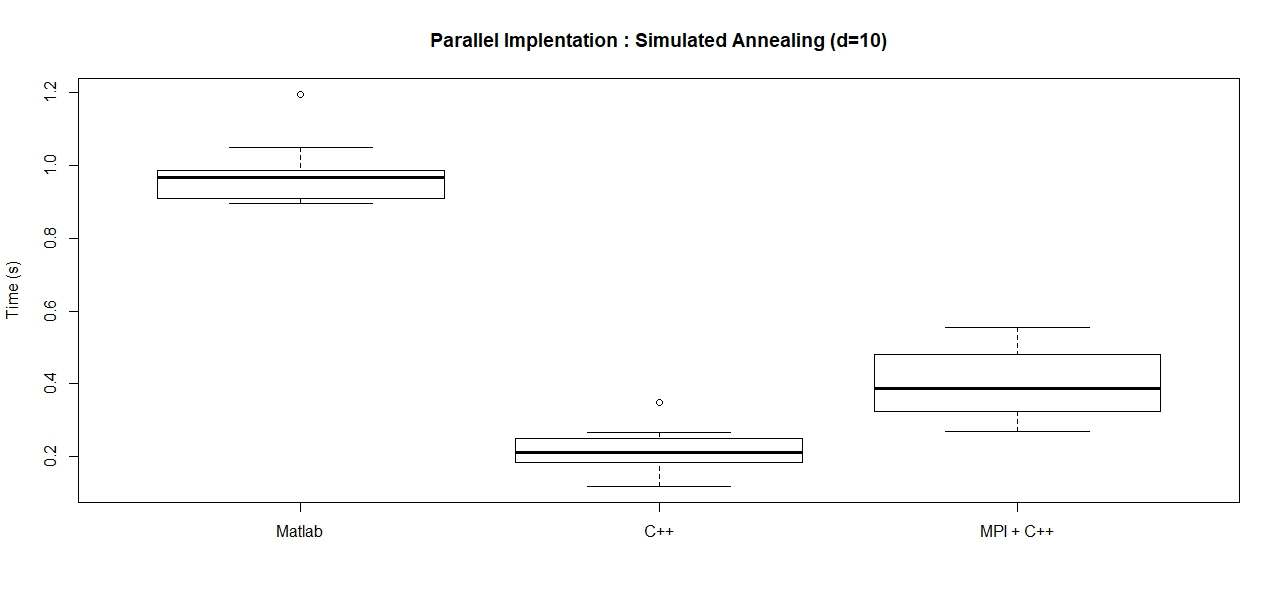 Parallel Implentation : Simulated Annealing (d=10)
Time (s)
1.2
1.0
0.8
0.6
0.4
0.2
Matlab
C++
MPI + C++